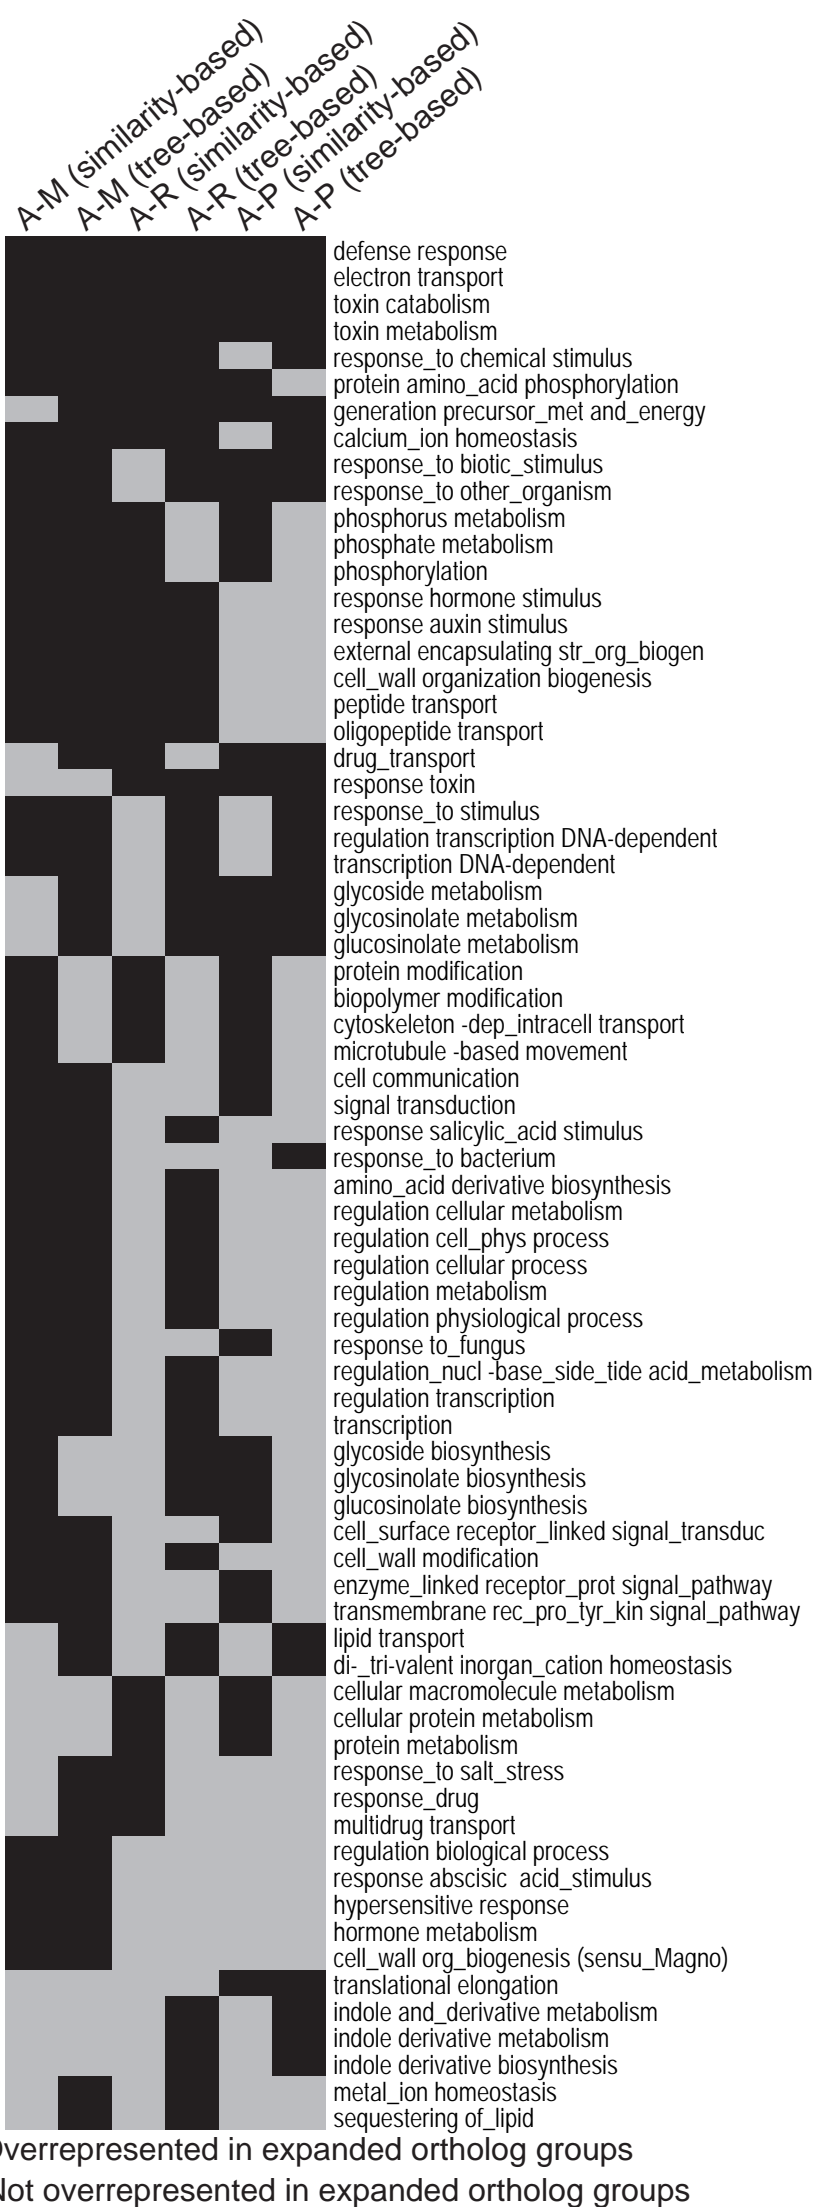 A-M (similarity-based)
A-M (tree-based)
A-R (similarity-based)
A-R (tree-based)
A-P (similarity-based)
A-P (tree-based)
defense response
electron transport
toxin catabolism
toxin metabolism
response_to chemical stimulus
protein amino_acid phosphorylation
generation precursor_met and_energy
calcium_ion homeostasis
response_to biotic_stimulus
response_to other_organism
phosphorus metabolism
phosphate metabolism
phosphorylation
response hormone stimulus
response auxin stimulus
external encapsulating str_org_biogen
cell_wall organization biogenesis
peptide transport
oligopeptide transport
drug_transport
response toxin
response_to stimulus
regulation transcription DNA-dependent
transcription DNA-dependent
glycoside metabolism
glycosinolate metabolism
glucosinolate metabolism
protein modification
biopolymer modification
cytoskeleton -dep_intracell transport
microtubule -based movement
cell communication
signal transduction
response salicylic_acid stimulus
response_to bacterium
amino_acid derivative biosynthesis
regulation cellular metabolism
regulation cell_phys process
regulation cellular process
regulation metabolism
regulation physiological process
response to_fungus
regulation_nucl -base_side_tide acid_metabolism
regulation transcription
transcription
glycoside biosynthesis
glycosinolate biosynthesis
glucosinolate biosynthesis
cell_surface receptor_linked signal_transduc
cell_wall modification
enzyme_linked receptor_prot signal_pathway
transmembrane rec_pro_tyr_kin signal_pathway
lipid transport
di-_tri-valent inorgan_cation homeostasis
cellular macromolecule metabolism
cellular protein metabolism
protein metabolism
response_to salt_stress
response_drug
multidrug transport
regulation biological process
response abscisic acid_stimulus
hypersensitive response
hormone metabolism
cell_wall org_biogenesis (sensu_Magno)
translational elongation
indole and_derivative metabolism
indole derivative metabolism
indole derivative biosynthesis
metal_ion homeostasis
sequestering of_lipid
Overrepresented in expanded ortholog groups
Not overrepresented in expanded ortholog groups